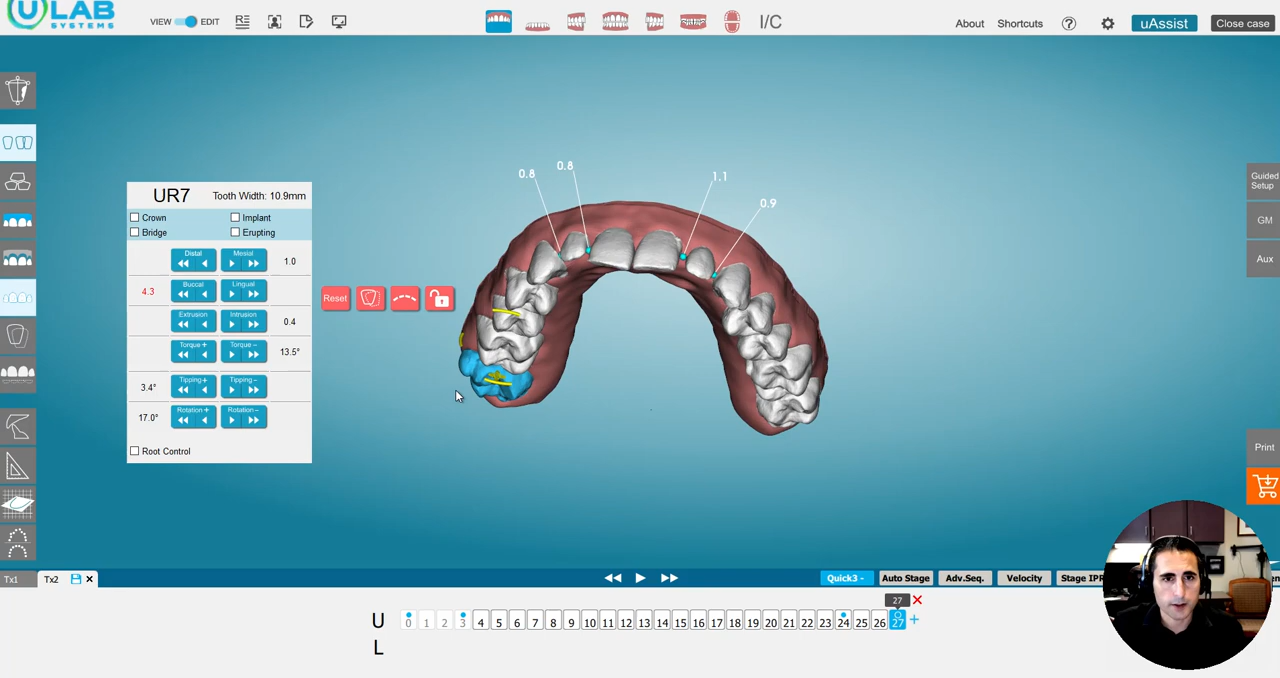 ULAB
SYSTEMS
VIEW EDIT
I/C
About Shortcuts ? uAssist Close case
UR7 Tooth Width: 10.9mm
Crown Implant
Bridge Erupting
Distal Mesial 1.0
4.3 Buccal Lingual
Extrusion Intrusion 0.4
Torque + Torque − 13.5°
3.4° Tipping+ Tipping−
17.0° Rotation + Rotation −
Root Control
Reset
0.8 0.8 1.1 0.9
Guided
Setup
GM
Aux
Print
Tx1 Tx2
Quick3 - Auto Stage Adv.Seq. Velocity Stage IPR
27
U 0 1 2 3 4 5 6 7 8 9 10 11 12 13 14 15 16 17 18 19 20 21 22 23 24 25 26 27 +
L